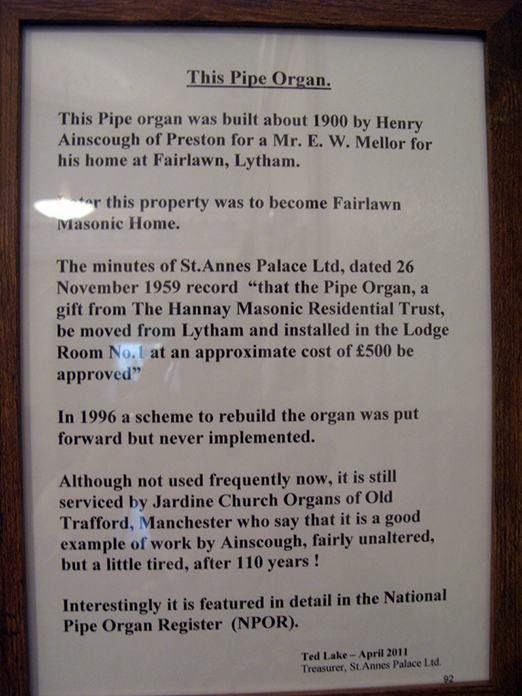 This Pipe Organ.
This Pipe organ was built about 1900 by Henry
Ainscough of Preston for a Mr. E. W. Mellor for
his home at Fairlawn, Lytham.
Later this property was to become Fairlawn
Masonic Home.
The minutes of St.Annes Palace Ltd, dated 26
November 1959 record “that the Pipe Organ, a
gift from The Hannay Masonic Residential Trust,
be moved from Lytham and installed in the Lodge
Room No.1 at an approximate cost of £500 be
approved”
In 1996 a scheme to rebuild the organ was put
forward but never implemented.
Although not used frequently now, it is still
serviced by Jardine Church Organs of Old
Trafford, Manchester who say that it is a good
example of work by Ainscough, fairly unaltered,
but a little tired, after 110 years !
Interestingly it is featured in detail in the National
Pipe Organ Register (NPOR).
Ted Lake – April 2011
Treasurer, St.Annes Palace Ltd.
92